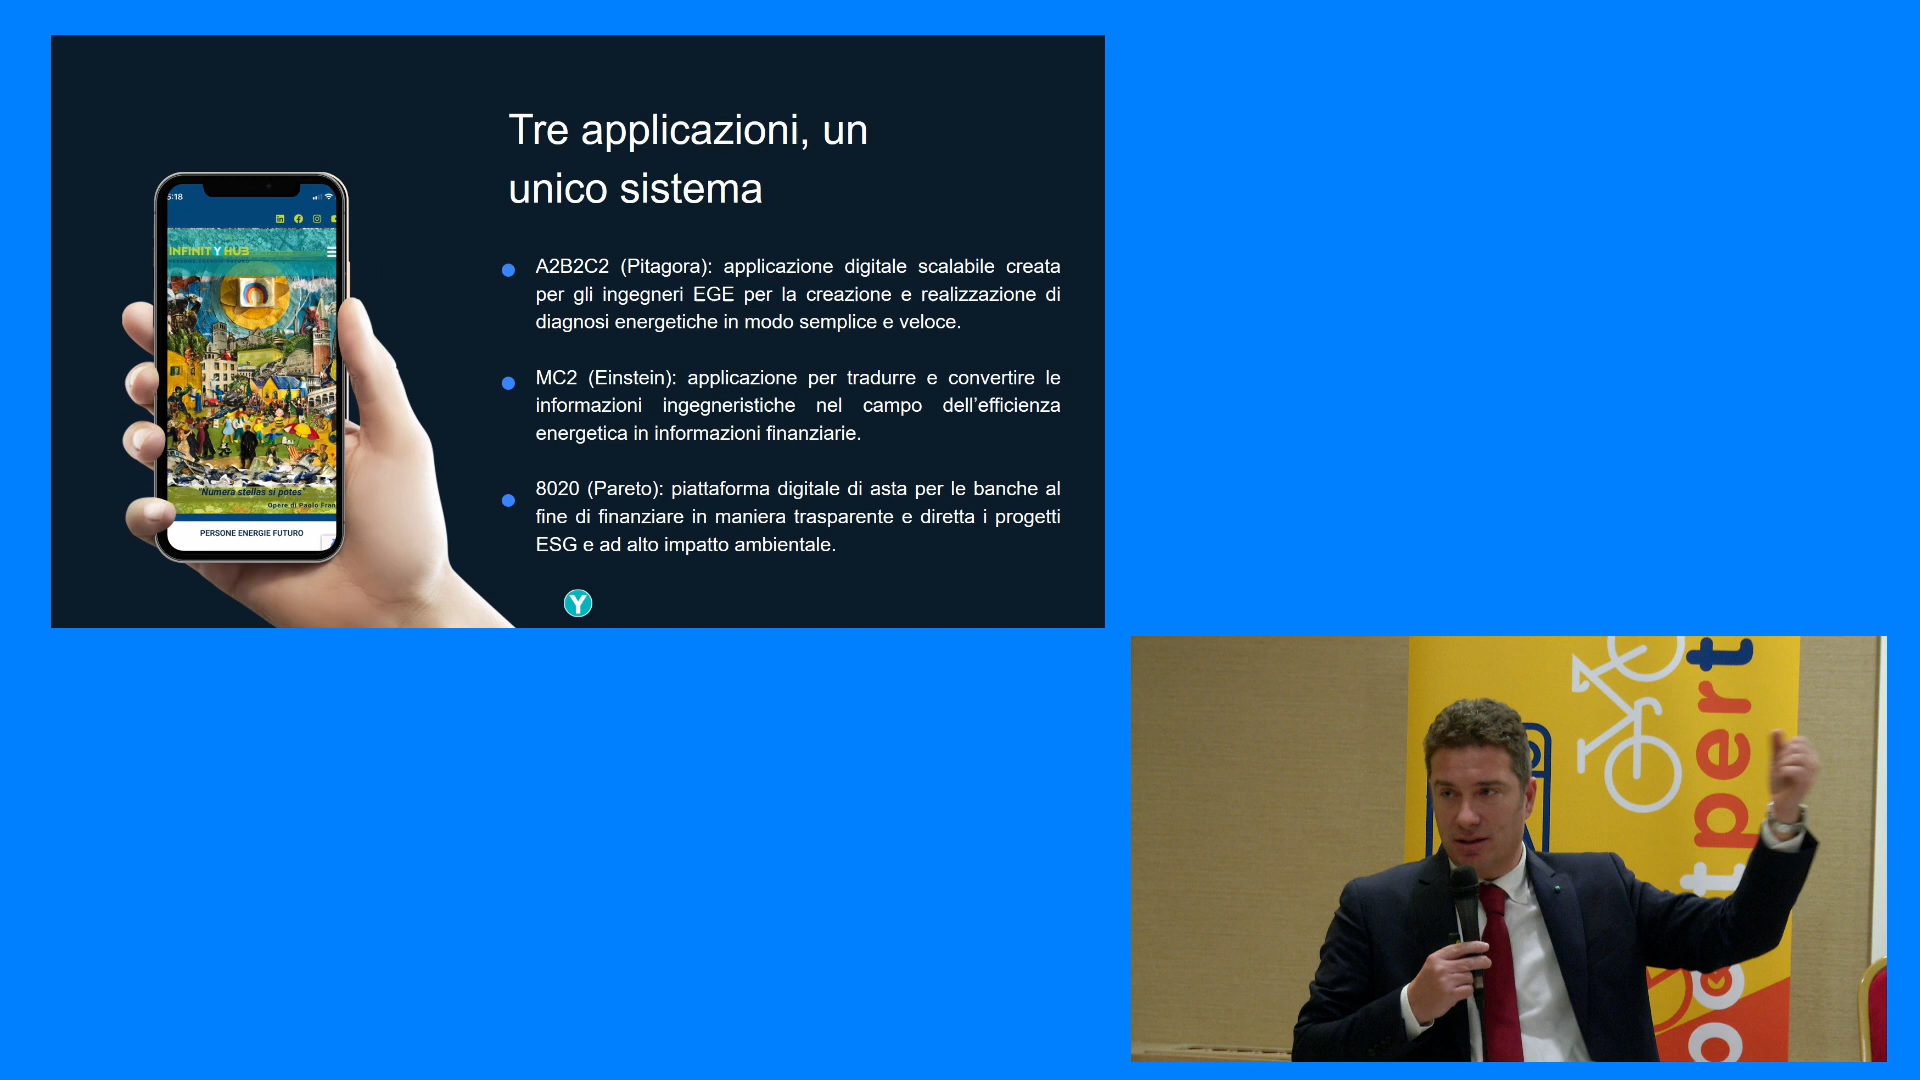 Tre applicazioni, un
unico sistema
A2B2C2 (Pitagora): applicazione digitale scalabile creata
per gli ingegneri EGE per la creazione e realizzazione di
diagnosi energetiche in modo semplice e veloce.
MC2 (Einstein): applicazione per tradurre e convertire le
informazioni ingegneristiche nel campo dell’efficienza
energetica in informazioni finanziarie.
8020 (Pareto): piattaforma digitale di asta per le banche al
fine di finanziare in maniera trasparente e diretta i progetti
ESG e ad alto impatto ambientale.
Y
5:18
INFINITYHUB
"Numera stellas si potes"
Opere di Paolo Fran
PERSONE ENERGIE FUTURO